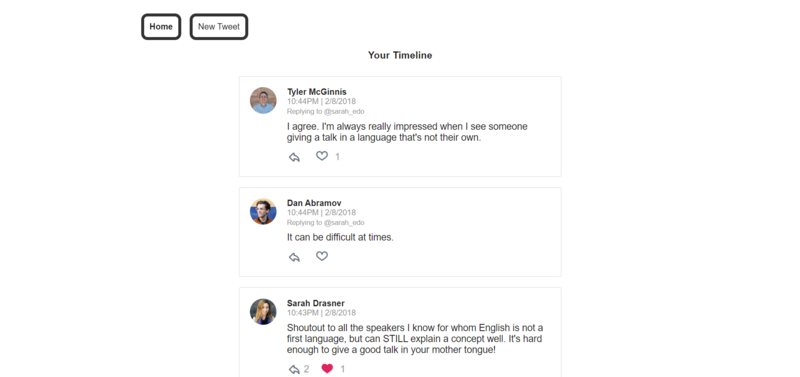 Home
New Tweet
Your Timeline
Tyler McGinnis
10:44PM | 2/8/2018
Replying to @sarah_edo
I agree. I'm always really impressed when I see someone
giving a talk in a language that's not their own.
1
Dan Abramov
10:44PM | 2/8/2018
Replying to @sarah_edo
It can be difficult at times.
Sarah Drasner
10:43PM | 2/8/2018
Shoutout to all the speakers I know for whom English is not a
first language, but can STILL explain a concept well. It's hard
enough to give a good talk in your mother tongue!
2 1